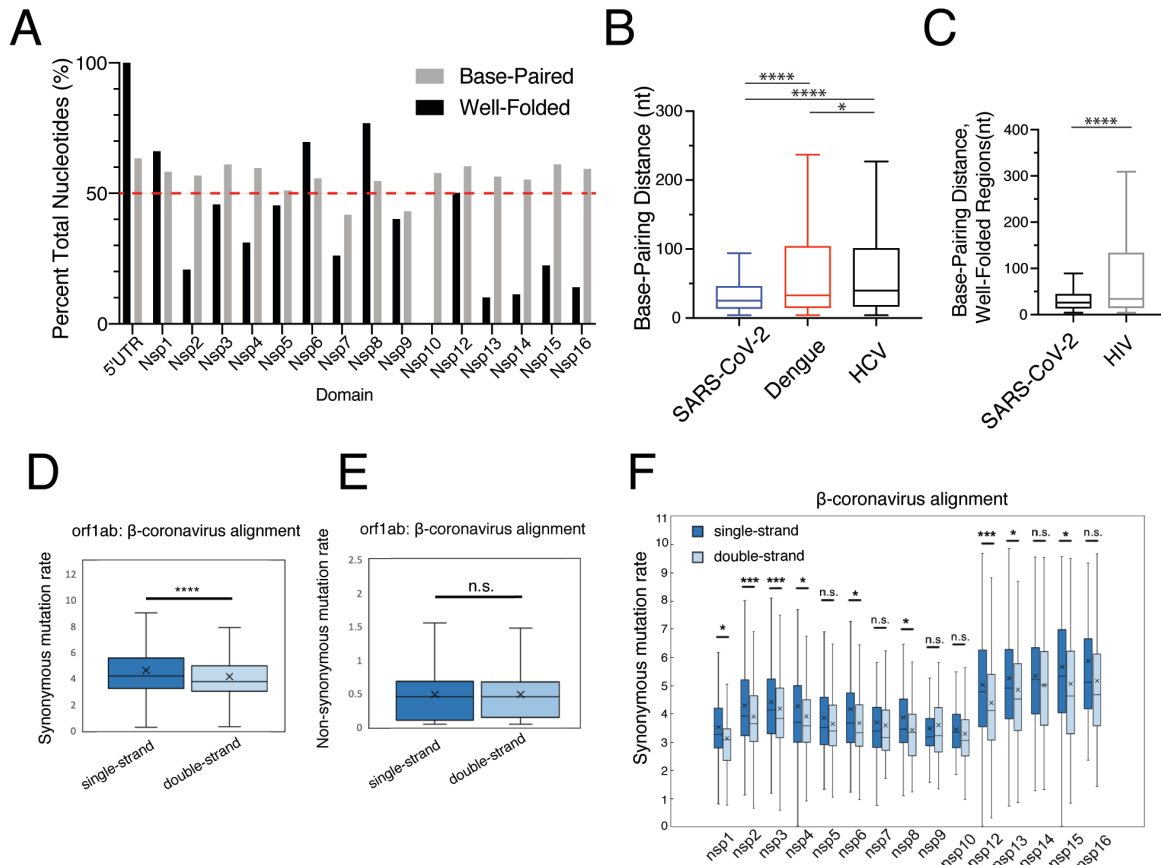 A
Percent Total Nucleotides (%)
100
50
0
Base-Paired
Well-Folded
5'UTR
Nsp1
Nsp2
Nsp3
Nsp4
Nsp5
Nsp6
Nsp7
Nsp8
Nsp9
Nsp10
Nsp12
Nsp13
Nsp14
Nsp15
Nsp16
Domain
B
Base-Pairing Distance (nt)
300
200
100
0
****
****
*
SARS-CoV-2
Dengue
HCV
C
Base-Pairing Distance,
Well-Folded Regions(nt)
400
300
200
100
0
****
SARS-CoV-2
HIV
D
orf1ab: β-coronavirus alignment
Synonymous mutation rate
12
10
8
6
4
2
0
****
single-strand
double-strand
E
orf1ab: β-coronavirus alignment
Non-synonymous mutation rate
2.5
2
1.5
1
0.5
0
n.s.
single-strand
double-strand
F
β-coronavirus alignment
Synonymous mutation rate
11
10
9
8
7
6
5
4
3
2
1
0
single-strand
double-strand
*
***
***
*
n.s.
*
n.s.
*
n.s.
n.s.
***
*
n.s.
*
n.s.
nsp1
nsp2
nsp3
nsp4
nsp5
nsp6
nsp7
nsp8
nsp9
nsp10
nsp12
nsp13
nsp14
nsp15
nsp16